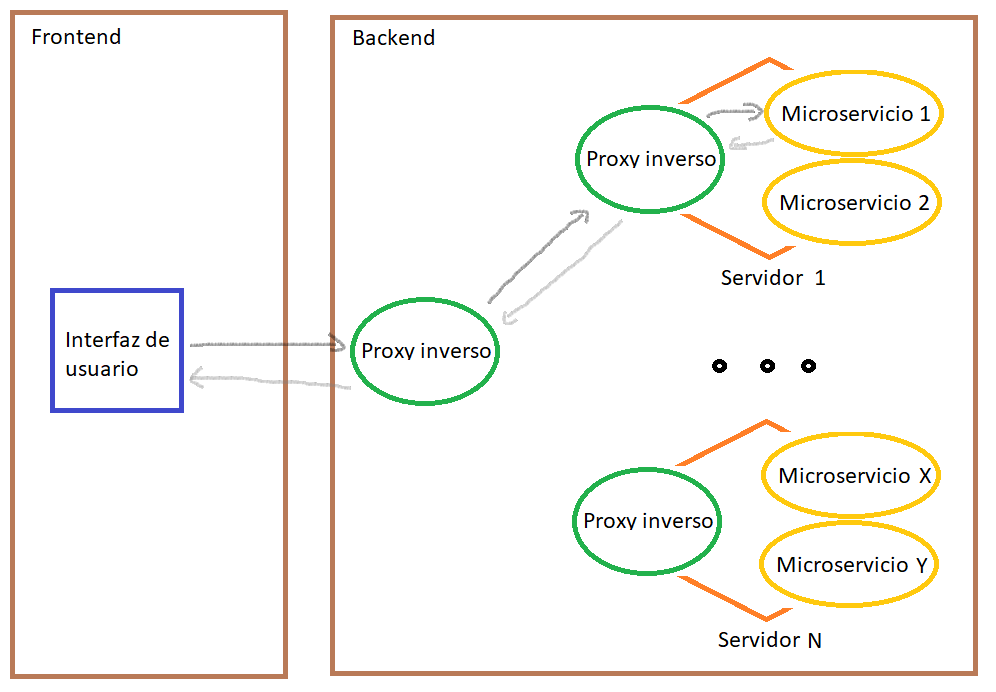 Frontend
Backend
Interfaz de
usuario
Proxy inverso
Proxy inverso
Microservicio 1
Microservicio 2
Servidor 1
Proxy inverso
Microservicio X
Microservicio Y
Servidor N